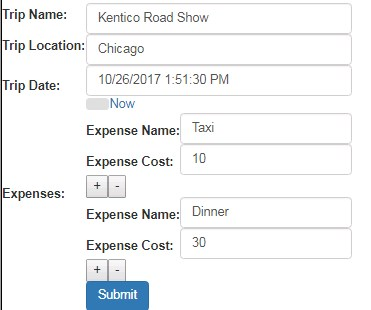 Trip Name: Kentico Road Show
Trip Location: Chicago
Trip Date: 10/26/2017 1:51:30 PM
Now
Expense Name: Taxi
Expense Cost: 10
+ -
Expenses:
Expense Name: Dinner
Expense Cost: 30
+ -
Submit